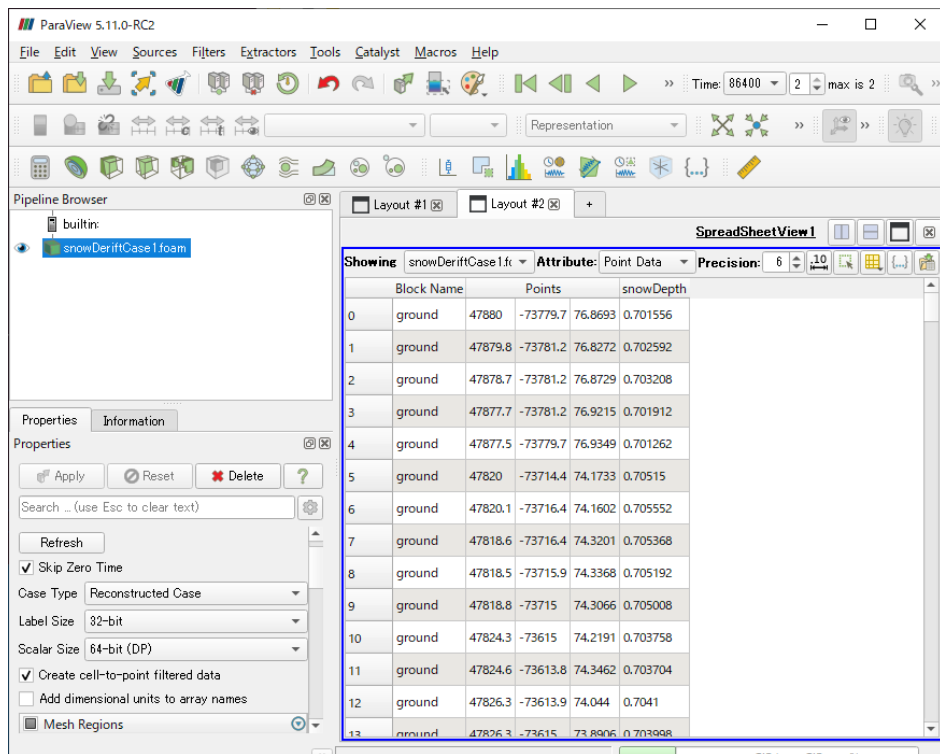 ParaView 5.11.0-RC2
File Edit View Sources Filters Extractors Tools Catalyst Macros Help
Time: 86400 2 max is 2
Representation
Pipeline Browser
builtin:
snowDeriftCase1.foam
Properties Information
Properties
Apply Reset Delete ?
Search ... (use Esc to clear text)
Refresh
Skip Zero Time
Case Type Reconstructed Case
Label Size 32-bit
Scalar Size 64-bit (DP)
Create cell-to-point filtered data
Add dimensional units to array names
Mesh Regions
Layout #1 Layout #2 +
SpreadSheetView1
Showing snowDeriftCase1.fo Attribute: Point Data Precision: 6 .10
Block Name Points snowDepth
0 ground 47880 -73779.7 76.8693 0.701556
1 ground 47879.8 -73781.2 76.8272 0.702592
2 ground 47878.7 -73781.2 76.8729 0.703208
3 ground 47877.7 -73781.2 76.9215 0.701912
4 ground 47877.5 -73779.7 76.9349 0.701262
5 ground 47820 -73714.4 74.1733 0.70515
6 ground 47820.1 -73716.4 74.1602 0.705552
7 ground 47818.6 -73716.4 74.3201 0.705368
8 ground 47818.5 -73715.9 74.3368 0.705192
9 ground 47818.8 -73715 74.3066 0.705008
10 ground 47824.3 -73615 74.2191 0.703758
11 ground 47824.6 -73613.8 74.3462 0.703704
12 ground 47826.3 -73613.9 74.044 0.7041
13 ground 47826.3 -73615 73.8906 0.703998